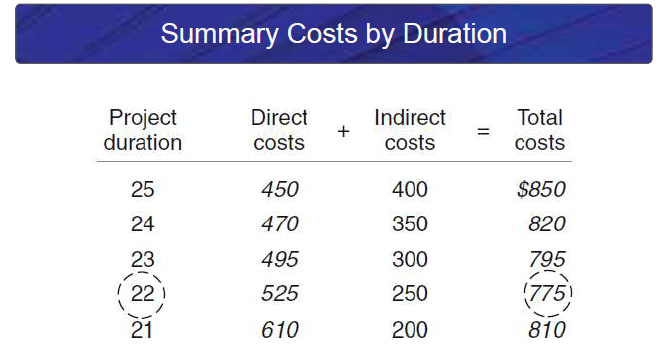 Summary Costs by Duration
Project duration Direct costs + Indirect costs = Total costs
25 450 400 $850
24 470 350 820
23 495 300 795
22 525 250 775
21 610 200 810